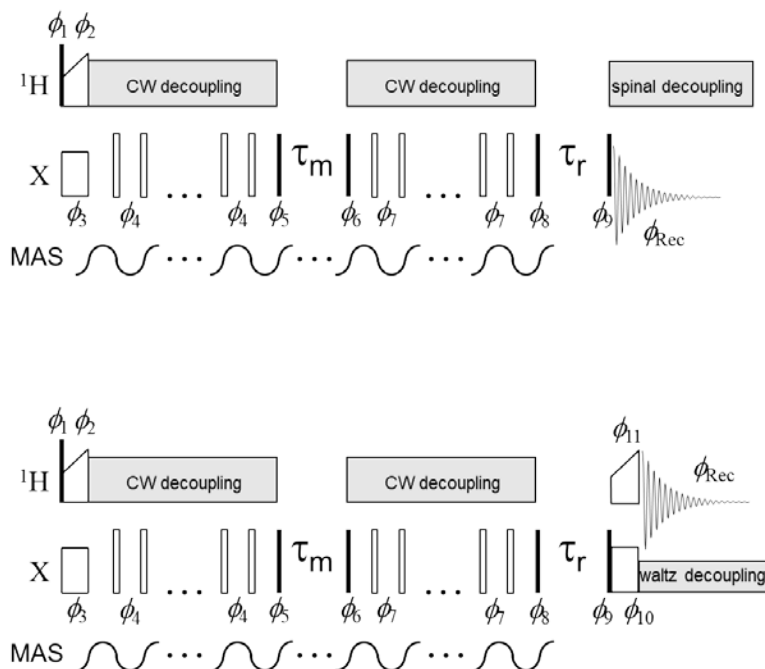 ϕ1 ϕ2
1H CW decoupling CW decoupling spinal decoupling
X τm τr
ϕ3 ϕ4 ... ϕ4 ϕ5 ϕ6 ϕ7 ... ϕ7 ϕ8 ϕ9 ϕRec
MAS ... ... ...
ϕ1 ϕ2 ϕ11
1H CW decoupling CW decoupling ϕRec
X τm τr waltz decoupling
ϕ3 ϕ4 ... ϕ4 ϕ5 ϕ6 ϕ7 ... ϕ7 ϕ8 ϕ9 ϕ10
MAS ... ... ...